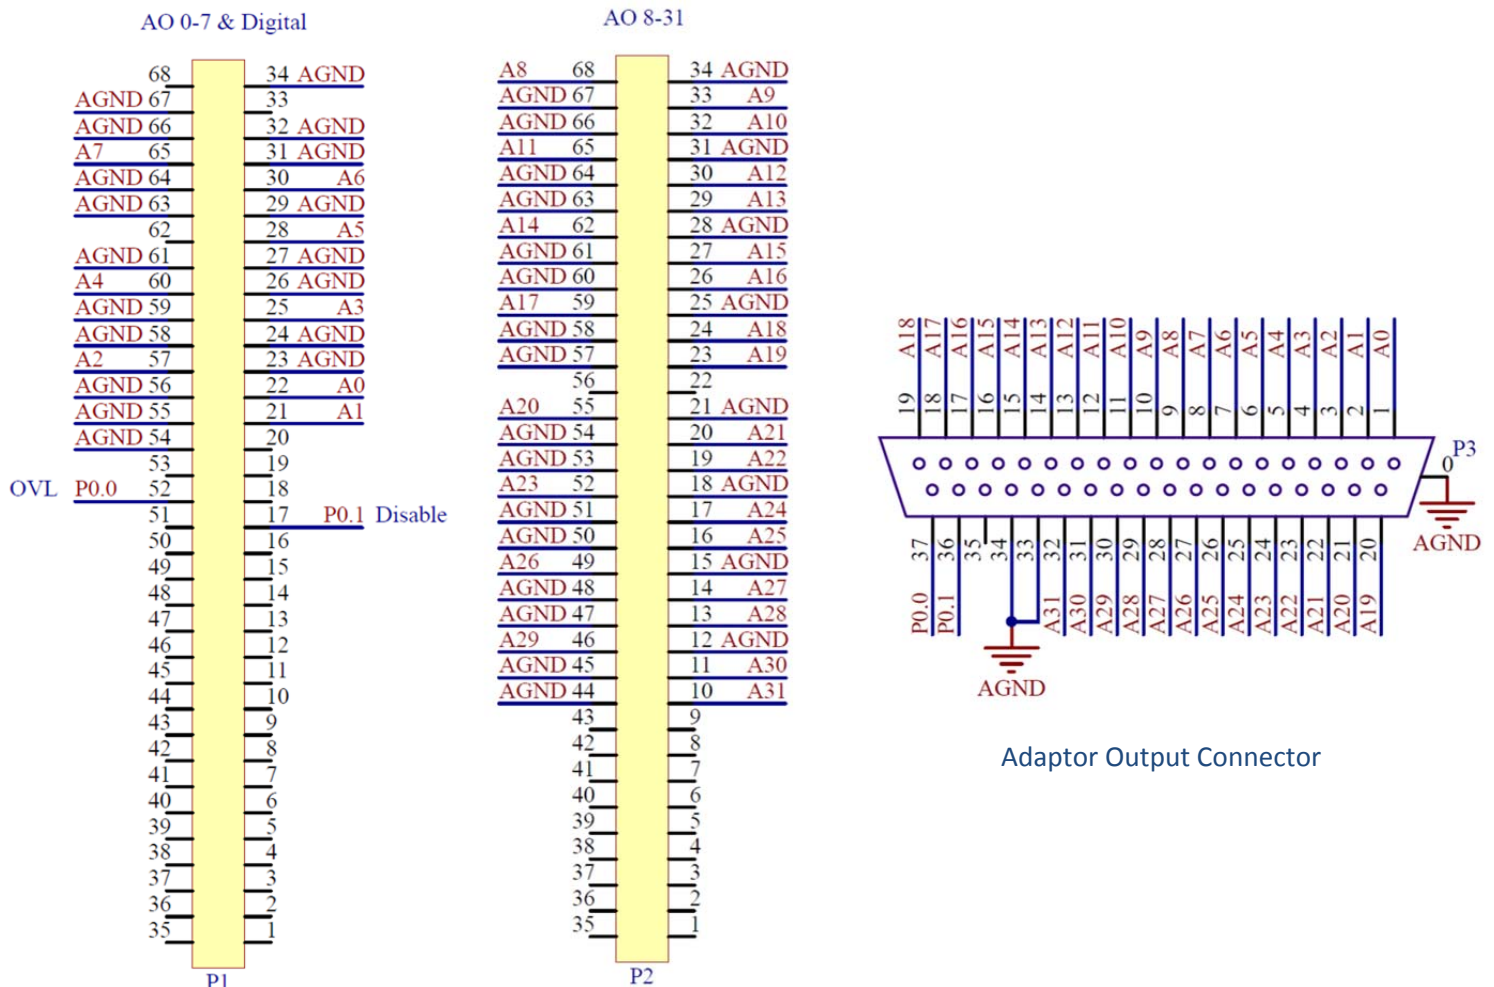 AO 0-7 & Digital
68 34 AGND
AGND 67 33
AGND 66 32 AGND
A7 65 31 AGND
AGND 64 30 A6
AGND 63 29 AGND
62 28 A5
AGND 61 27 AGND
A4 60 26 AGND
AGND 59 25 A3
AGND 58 24 AGND
A2 57 23 AGND
AGND 56 22 A0
AGND 55 21 A1
AGND 54 20
53 19
OVL P0.0 52 18
51 17 P0.1 Disable
50 16
49 15
48 14
47 13
46 12
45 11
44 10
43 9
42 8
41 7
40 6
39 5
38 4
37 3
36 2
35 1
P1
AO 8-31
A8 68 34 AGND
AGND 67 33 A9
AGND 66 32 A10
A11 65 31 AGND
AGND 64 30 A12
AGND 63 29 A13
A14 62 28 AGND
AGND 61 27 A15
AGND 60 26 A16
A17 59 25 AGND
AGND 58 24 A18
AGND 57 23 A19
56 22
A20 55 21 AGND
AGND 54 20 A21
AGND 53 19 A22
A23 52 18 AGND
AGND 51 17 A24
AGND 50 16 A25
A26 49 15 AGND
AGND 48 14 A27
AGND 47 13 A28
A29 46 12 AGND
AGND 45 11 A30
AGND 44 10 A31
43 9
42 8
41 7
40 6
39 5
38 4
37 3
36 2
35 1
P2
A18 A17 A16 A15 A14 A13 A12 A11 A10 A9 A8 A7 A6 A5 A4 A3 A2 A1 A0
19 18 17 16 15 14 13 12 11 10 9 8 7 6 5 4 3 2 1
P3
0
AGND
37 36 35 34 33 32 31 30 29 28 27 26 25 24 23 22 21 20
P0.0 P0.1 A31 A30 A29 A28 A27 A26 A25 A24 A23 A22 A21 A20 A19
AGND
Adaptor Output Connector